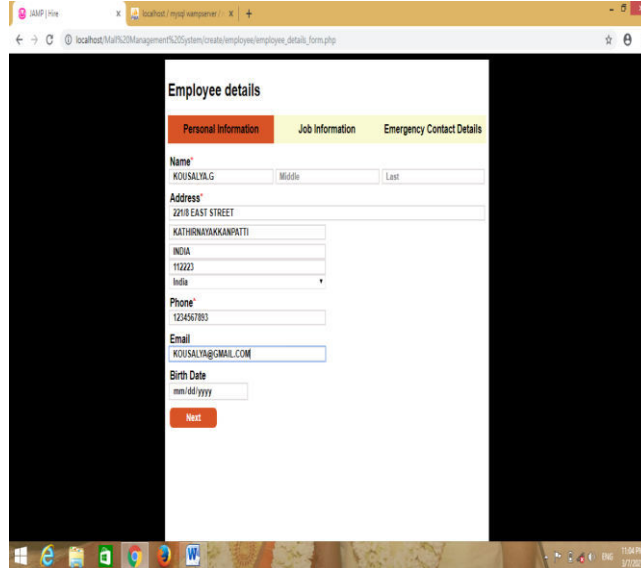 JAMP | Hire
localhost / mysql wampserver /
localhost/Mall%20Management%20System/create/employee/employee_details_form.php
Employee details
Personal Information Job Information Emergency Contact Details
Name*
KOUSALYA.G Middle Last
Address*
221/8 EAST STREET
KATHIRNAYAKKANPATTI
INDIA
112223
India
Phone*
1234567893
Email
KOUSALYA@GMAIL.COM
Birth Date
mm/dd/yyyy
Next
ENG 11:04 P